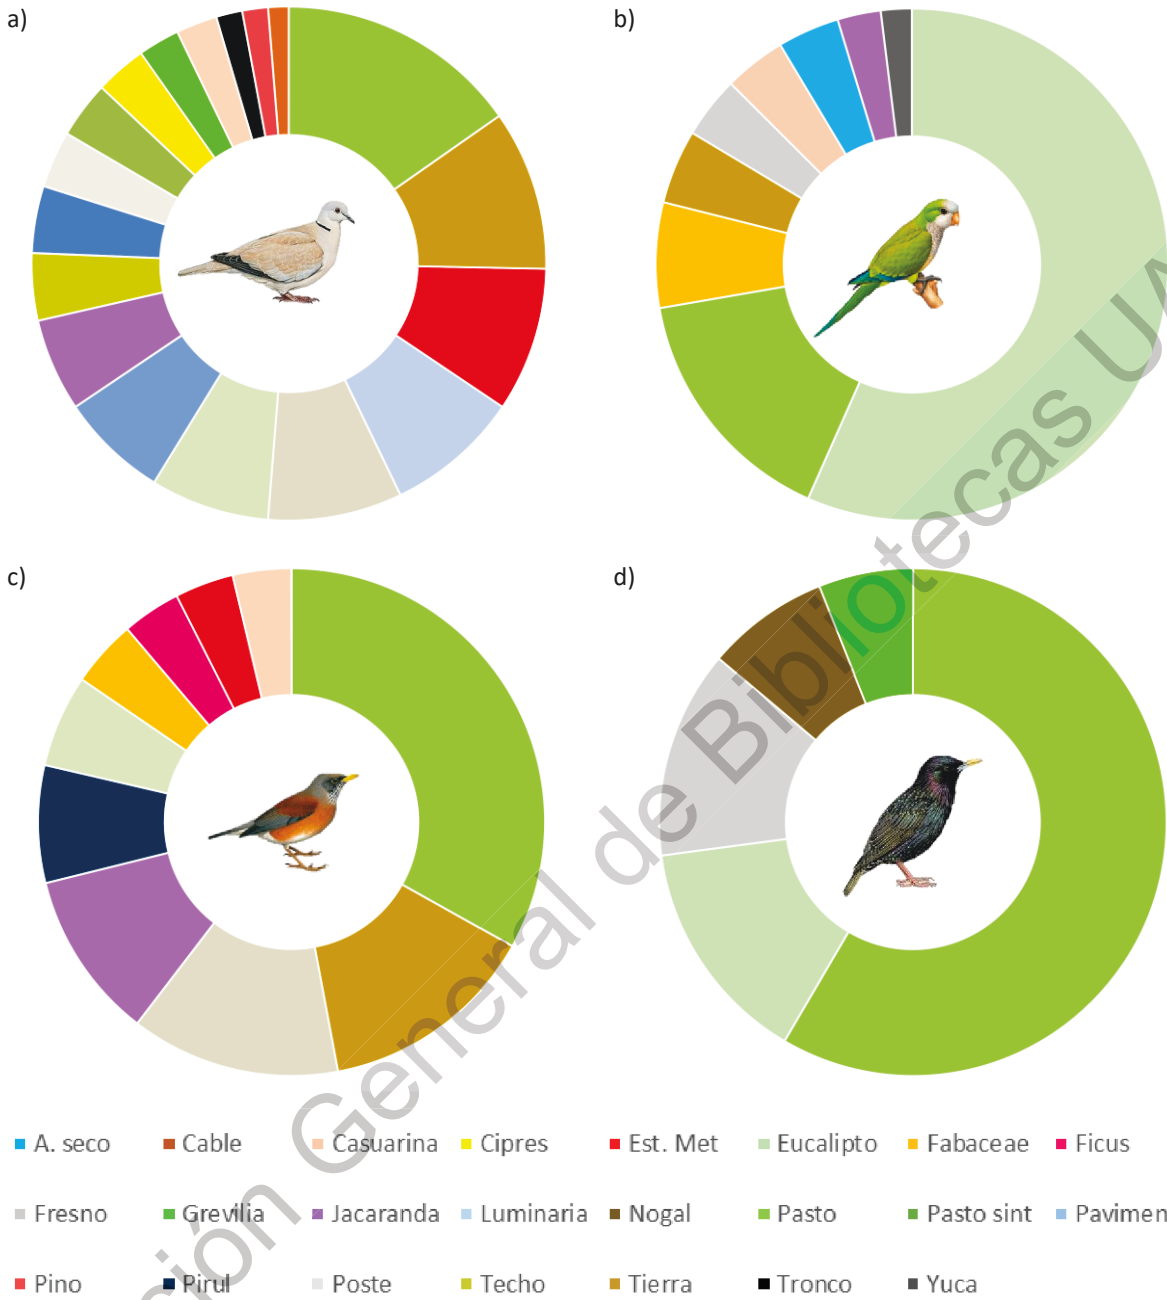 a)
b)
c)
d)
A. seco Cable Casuarina Cipres Est. Met Eucalipto Fabaceae Ficus
Fresno Grevilia Jacaranda Luminaria Nogal Pasto Pasto sint Pavimen
Pino Pirul Poste Techo Tierra Tronco Yuca
ción General de Bibliotecas UA